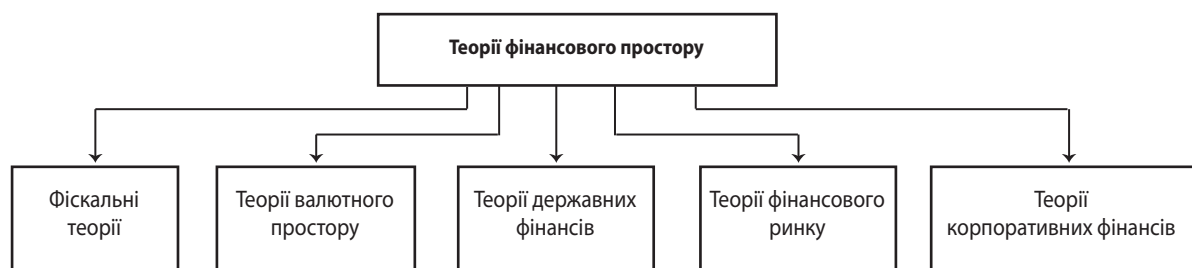 Теорії фінансового простору
Фіскальні
теорії
Теорії валютного
простору
Теорії державних
фінансів
Теорії фінансового
ринку
Теорії
корпоративних фінансів